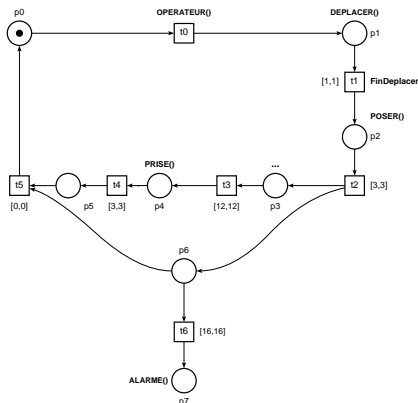 p0
OPERATEUR()
DEPLACER()
t0
p1
[1,1]
t1
FinDeplacer
POSER()
p2
PRISE()
...
t5
p5
t4
p4
t3
p3
t2
[3,3]
[0,0]
[3,3]
[12,12]
p6
t6
[16,16]
ALARME()
p7